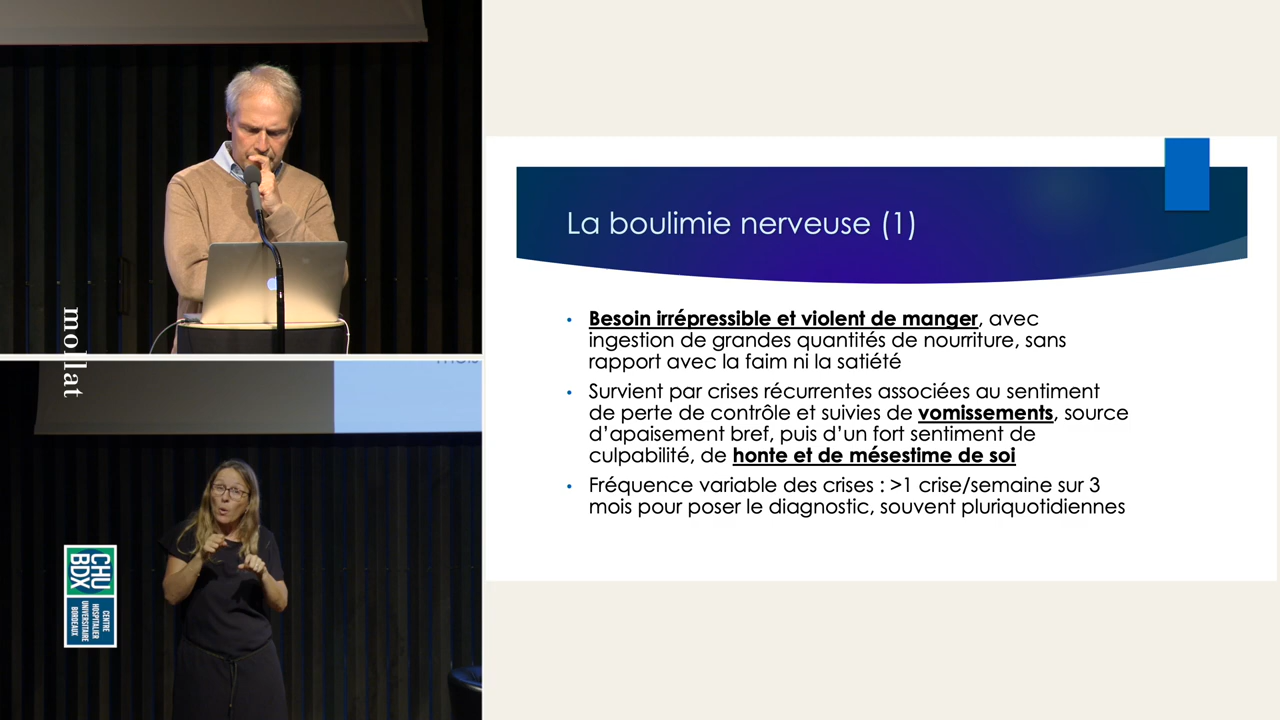 mollat
CHU
BDX
CENTRE
HOSPITALIER
UNIVERSITAIRE
BORDEAUX
La boulimie nerveuse (1)
• Besoin irrépressible et violent de manger, avec
ingestion de grandes quantités de nourriture, sans
rapport avec la faim ni la satiété
• Survient par crises récurrentes associées au sentiment
de perte de contrôle et suivies de vomissements, source
d’apaisement bref, puis d’un fort sentiment de
culpabilité, de honte et de mésestime de soi
• Fréquence variable des crises : >1 crise/semaine sur 3
mois pour poser le diagnostic, souvent pluriquotidiennes